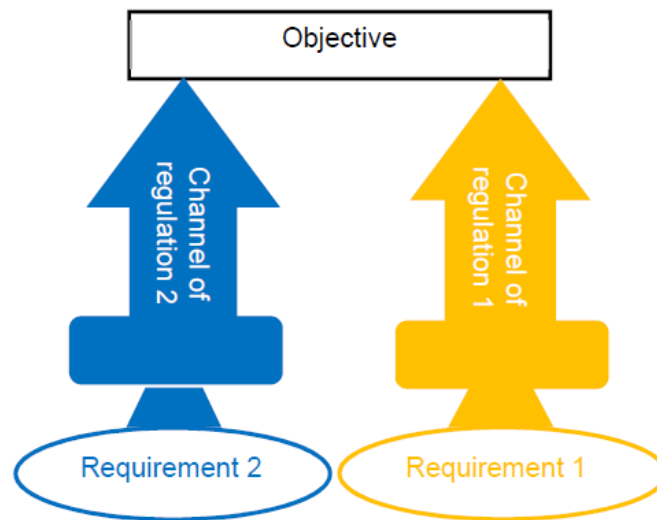 Objective
Channel of
regulation 2
Channel of
regulation 1
Requirement 2
Requirement 1